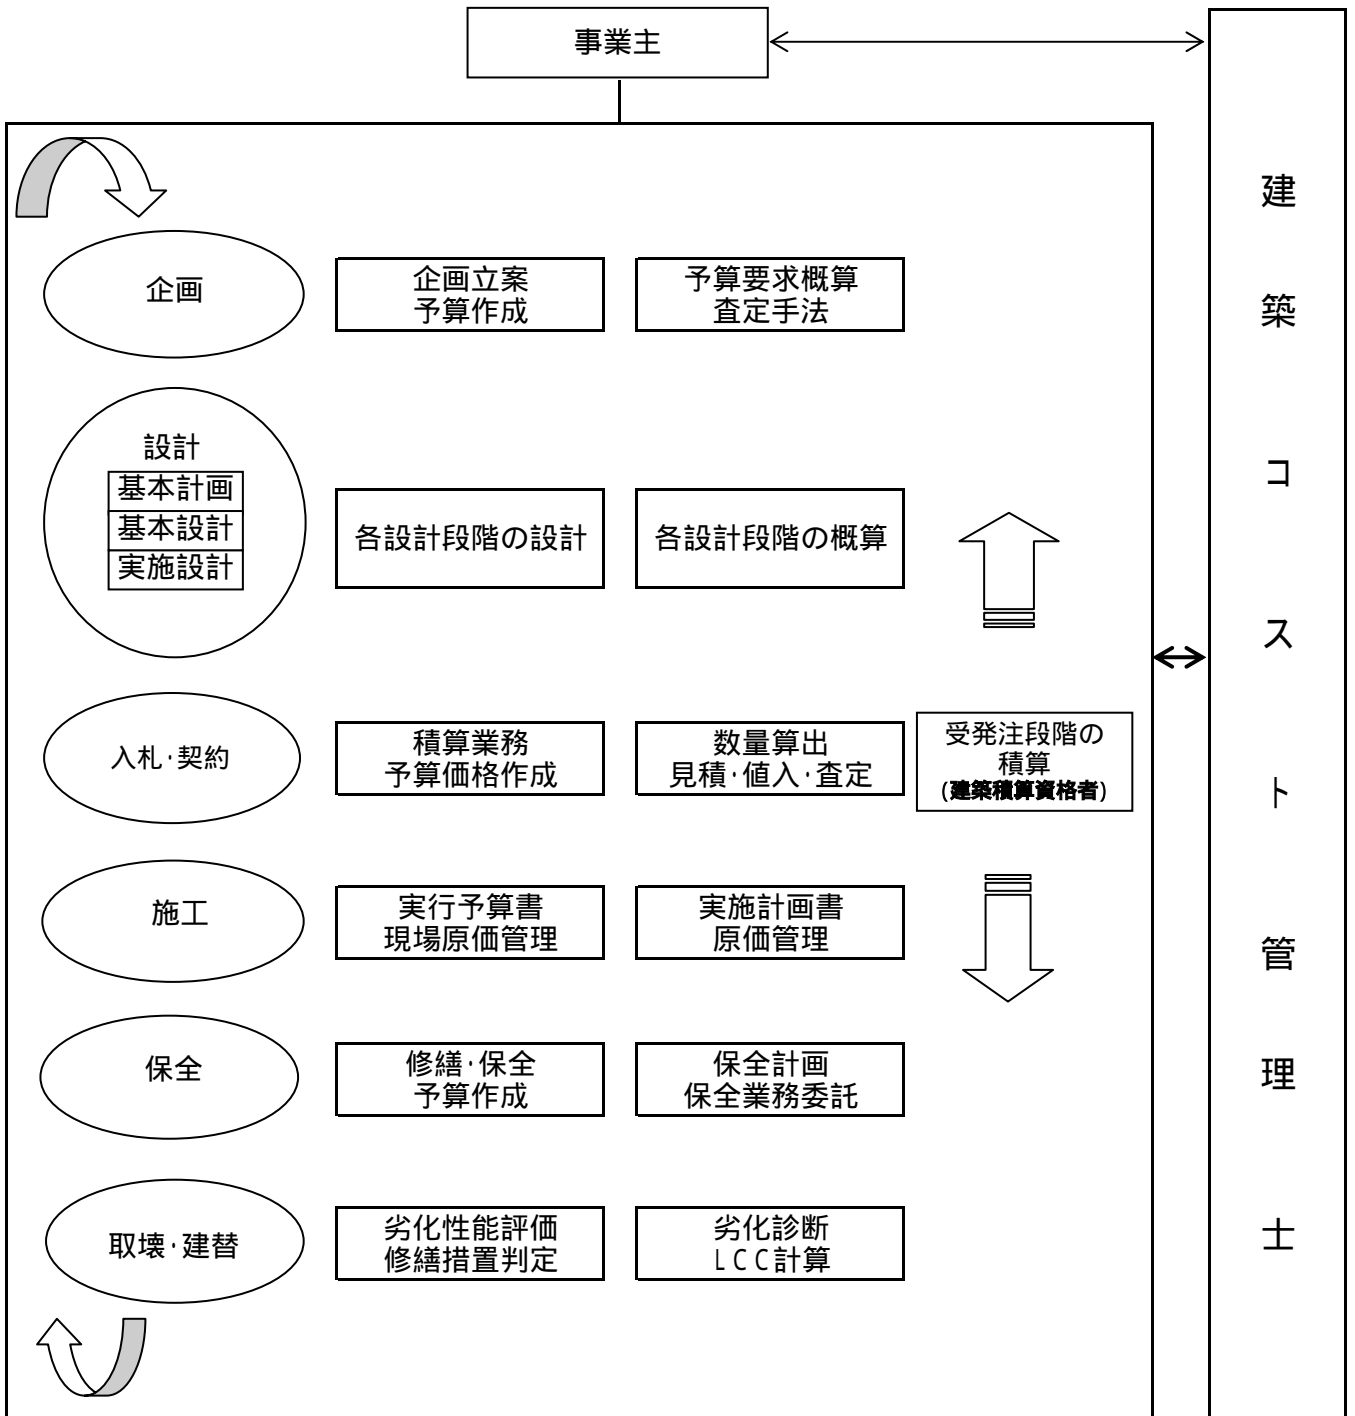 事業主
企画
企画立案
予算作成
予算要求概算
査定手法
設計
基本計画
基本設計
実施設計
各設計段階の設計
各設計段階の概算
入札･契約
積算業務
予算価格作成
数量算出
見積･値入･査定
受発注段階の
積算
(建築積算資格者)
施工
実行予算書
現場原価管理
実施計画書
原価管理
保全
修繕･保全
予算作成
保全計画
保全業務委託
取壊･建替
劣化性能評価
修繕措置判定
劣化診断
LCC計算
建築コスト管理士